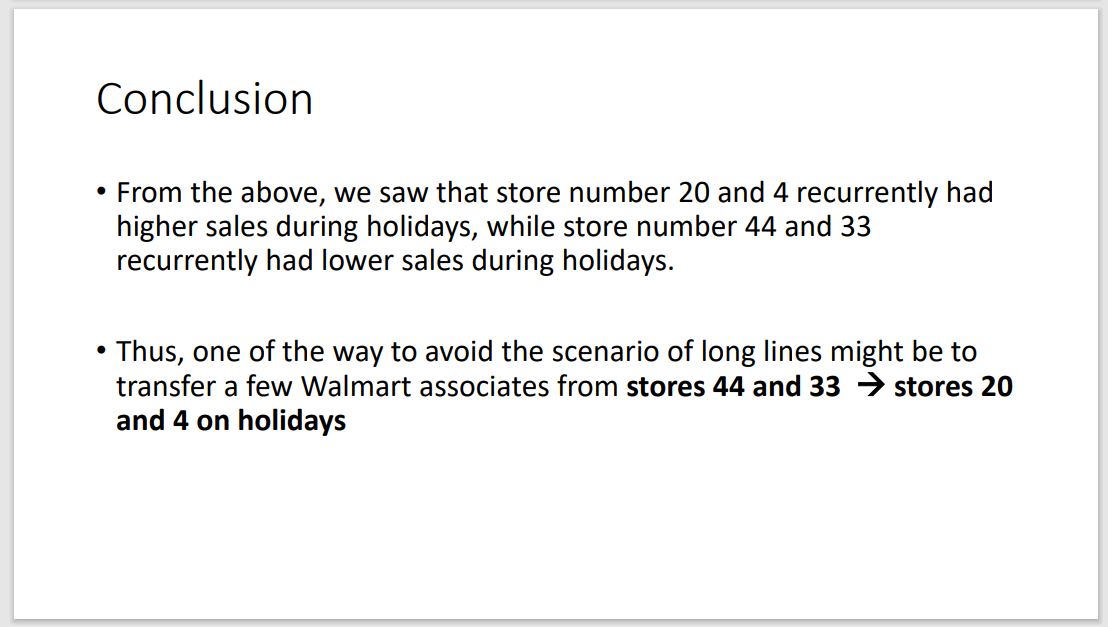 Conclusion
• From the above, we saw that store number 20 and 4 recurrently had
higher sales during holidays, while store number 44 and 33
recurrently had lower sales during holidays.
• Thus, one of the way to avoid the scenario of long lines might be to
transfer a few Walmart associates from stores 44 and 33 → stores 20
and 4 on holidays